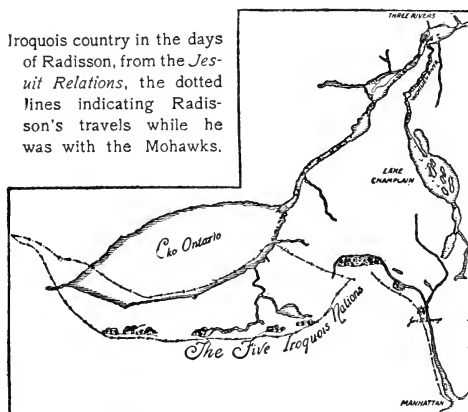 Iroquois country in the days
of Radisson, from the Jes-
uit Relations, the dotted
lines indicating Radis-
son's travels while he
was with the Mohawks.
THREE RIVERS
LAKE
CHAMPLAIN
Lke Ontario
The Five Iroquois Nations
MANHATTAN